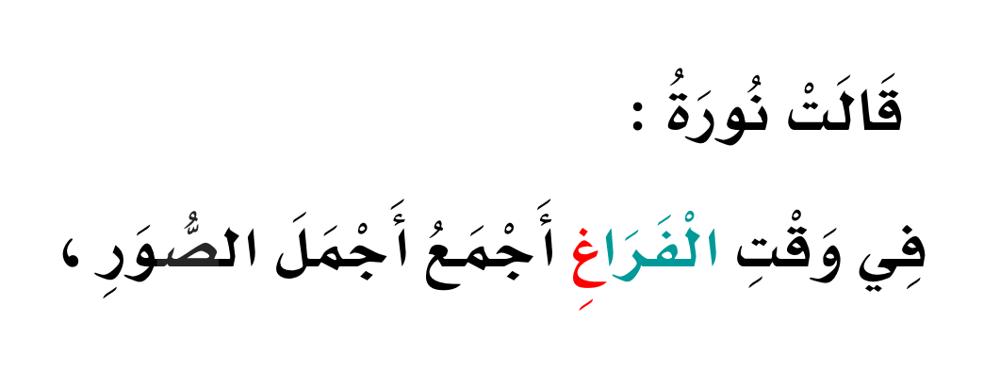 قَالَتْ نُورَةُ :
فِي وَقْتِ الْفَرَاغِ أَجْمَعُ أَجْمَلَ الصُّوَرِ ،